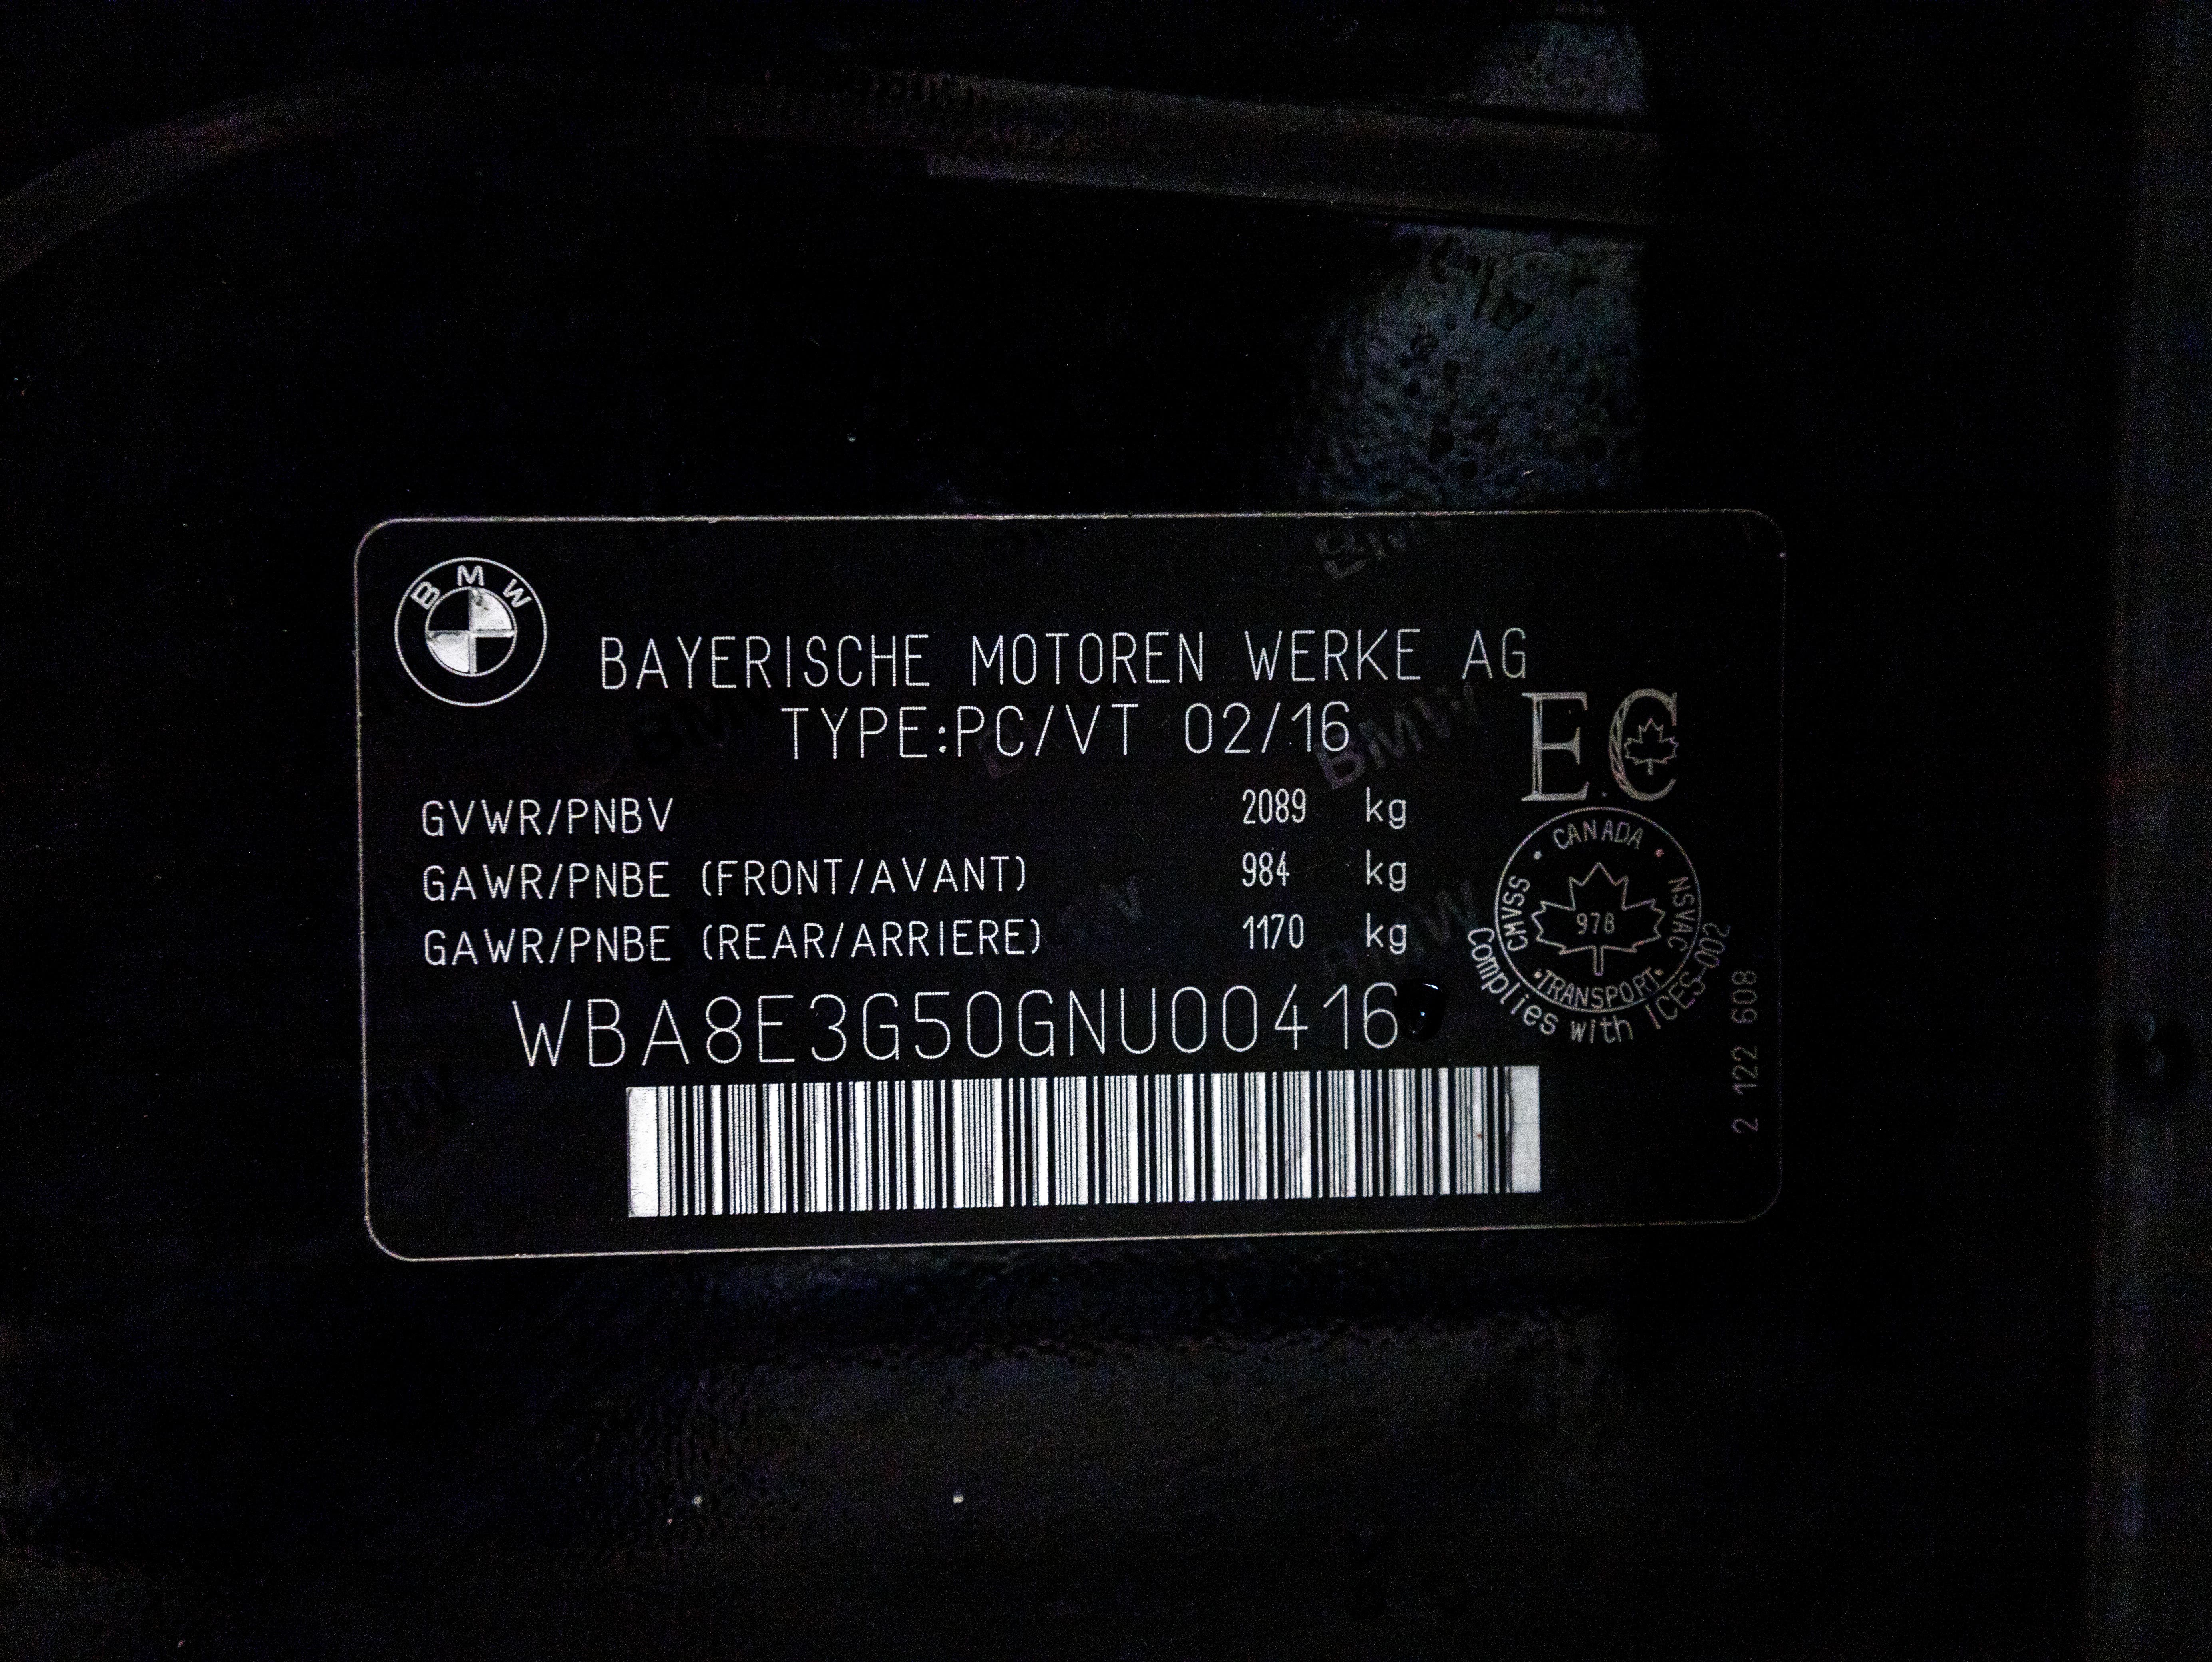 BMW
BAYERISCHE MOTOREN WERKE AG
TYPE:PC/VT 02/16
EC
GVWR/PNBV 2089 kg
GAWR/PNBE (FRONT/AVANT) 984 kg
GAWR/PNBE (REAR/ARRIERE) 1170 kg
CANADA
CMVSS
978
NSVAC
TRANSPORT
Complies with ICES-002
WBA8E3G50GNU00416
2 122 608